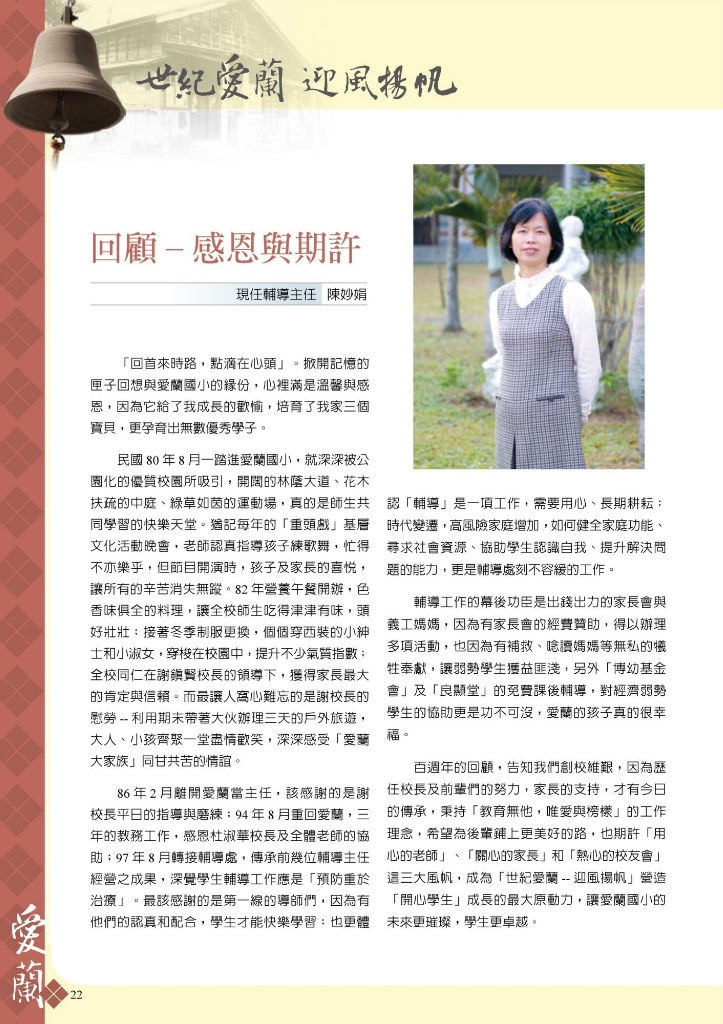 世紀愛蘭 迎風揚帆
回顧－感恩與期許
現任輔導主任 陳妙娟
「回首來時路，點滴在心頭」。掀開記憶的
匣子回想與愛蘭國小的緣份，心裡滿是溫馨與感
恩，因為它給了我成長的歡愉，培育了我家三個
寶貝，更孕育出無數優秀學子。
民國 80 年 8 月一踏進愛蘭國小，就深深被公
園化的優質校園所吸引，開闊的林蔭大道、花木
扶疏的中庭、綠草如茵的運動場，真的是師生共
同學習的快樂天堂。猶記每年的「重頭戲」基層
文化活動晚會，老師認真指導孩子練歌舞，忙得
不亦樂乎，但節目開演時，孩子及家長的喜悅，
讓所有的辛苦消失無蹤。82 年營養午餐開辦，色
香味俱全的料理，讓全校師生吃得津津有味，頭
好壯壯；接著冬季制服更換，個個穿西裝的小紳
士和小淑女，穿梭在校園中，提升不少氣質指數；
全校同仁在謝鎭賢校長的領導下，獲得家長最大
的肯定與信賴。而最讓人窩心難忘的是謝校長的
慰勞 -- 利用期末帶著大伙辦理三天的戶外旅遊，
大人、小孩齊聚一堂盡情歡笑，深深感受「愛蘭
大家族」同甘共苦的情誼。
86 年 2 月離開愛蘭當主任，該感謝的是謝
校長平日的指導與磨練；94 年 8 月重回愛蘭，三
年的教務工作，感恩杜淑華校長及全體老師的協
助；97 年 8 月轉接輔導處，傳承前幾位輔導主任
經營之成果，深覺學生輔導工作應是「預防重於
治療」。最該感謝的是第一線的導師們，因為有
他們的認真和配合，學生才能快樂學習；也更體
認「輔導」是一項工作，需要用心、長期耕耘；
時代變遷，高風險家庭增加，如何健全家庭功能、
尋求社會資源、協助學生認識自我、提升解決問
題的能力，更是輔導處刻不容緩的工作。
輔導工作的幕後功臣是出錢出力的家長會與
義工媽媽，因為有家長會的經費贊助，得以辦理
多項活動，也因為有補救、唸讀媽媽等無私的犧
牲奉獻，讓弱勢學生獲益匪淺，另外「博幼基金
會」及「良顯堂」的免費課後輔導，對經濟弱勢
學生的協助更是功不可沒，愛蘭的孩子真的很幸
福。
百週年的回顧，告知我們創校維艱，因為歷
任校長及前輩們的努力，家長的支持，才有今日
的傳承，秉持「教育無他，唯愛與榜樣」的工作
理念，希望為後輩鋪上更美好的路，也期許「用
心的老師」、「關心的家長」和「熱心的校友會」
這三大風帆，成為「世紀愛蘭 -- 迎風揚帆」營造
「開心學生」成長的最大原動力，讓愛蘭國小的
未來更璀璨，學生更卓越。
愛蘭
22